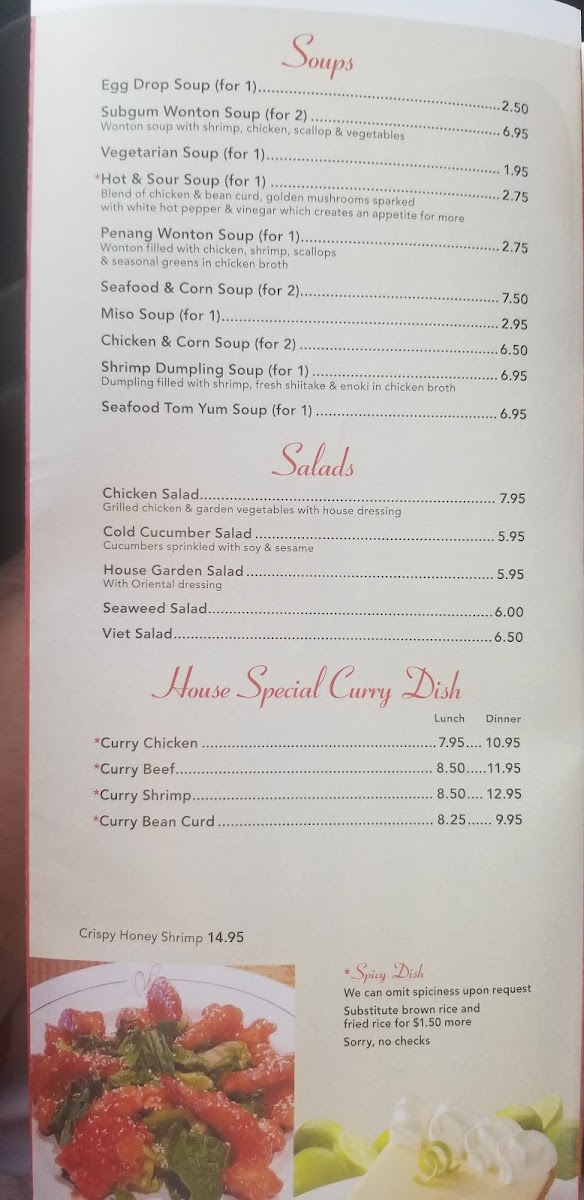 Soups
Egg Drop Soup (for 1)..........2.50
Subgum Wonton Soup (for 2)..........6.95
Wonton soup with shrimp, chicken, scallop & vegetables
Vegetarian Soup (for 1)..........1.95
*Hot & Sour Soup (for 1)..........2.75
Blend of chicken & bean curd, golden mushrooms sparked
with white hot pepper & vinegar which creates an appetite for more
Penang Wonton Soup (for 1)..........2.75
Wonton filled with chicken, shrimp, scallops
& seasonal greens in chicken broth
Seafood & Corn Soup (for 2)..........7.50
Miso Soup (for 1)..........2.95
Chicken & Corn Soup (for 2)..........6.50
Shrimp Dumpling Soup (for 1)..........6.95
Dumpling filled with shrimp, fresh shiitake & enoki in chicken broth
Seafood Tom Yum Soup (for 1)..........6.95
Salads
Chicken Salad..........7.95
Grilled chicken & garden vegetables with house dressing
Cold Cucumber Salad..........5.95
Cucumbers sprinkled with soy & sesame
House Garden Salad..........5.95
With Oriental dressing
Seaweed Salad..........6.00
Viet Salad..........6.50
House Special Curry Dish
Lunch Dinner
*Curry Chicken..........7.95.... 10.95
*Curry Beef..........8.50.....11.95
*Curry Shrimp..........8.50.... 12.95
*Curry Bean Curd..........8.25...... 9.95
Crispy Honey Shrimp 14.95
*Spicy Dish
We can omit spiciness upon request
Substitute brown rice and
fried rice for $1.50 more
Sorry, no checks